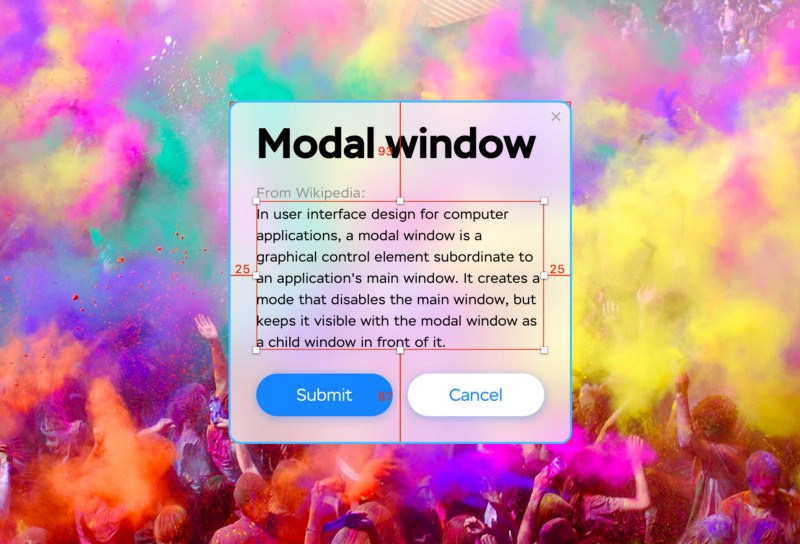 ×
Modal window
93
From Wikipedia:
In user interface design for computer
applications, a modal window is a
graphical control element subordinate to
25
25
an application's main window. It creates a
mode that disables the main window, but
keeps it visible with the modal window as
a child window in front of it.
Submit
Cancel